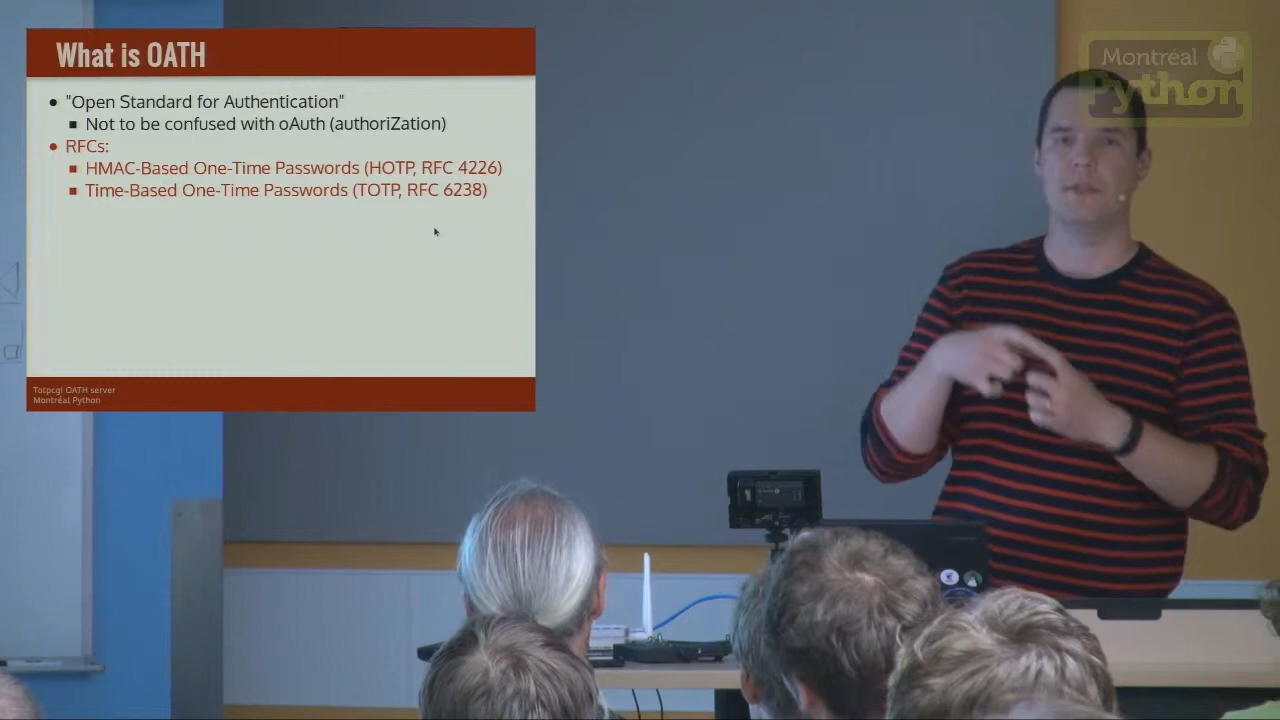 What is OATH
"Open Standard for Authentication"
Not to be confused with oAuth (authoriZation)
RFCs:
HMAC-Based One-Time Passwords (HOTP, RFC 4226)
Time-Based One-Time Passwords (TOTP, RFC 6238)
Totpcgi OATH server
Montréal Python
Montréal
Python